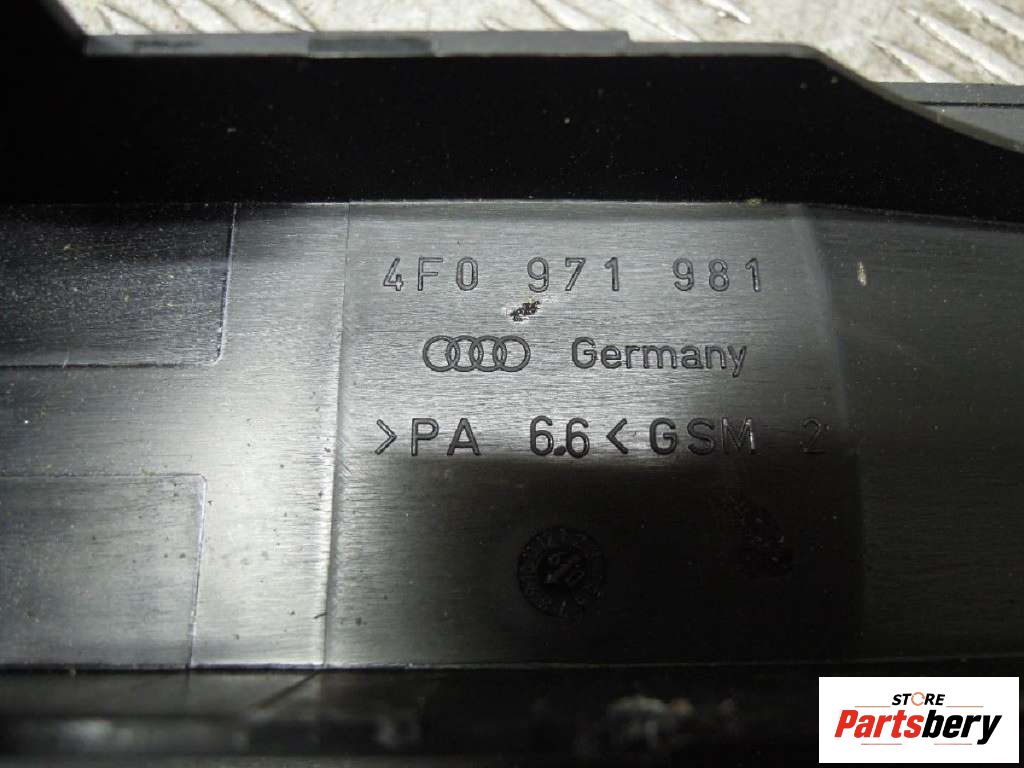 4F0 971 981
Germany
>PA 6.6< GSM 2
STORE
Partsbery